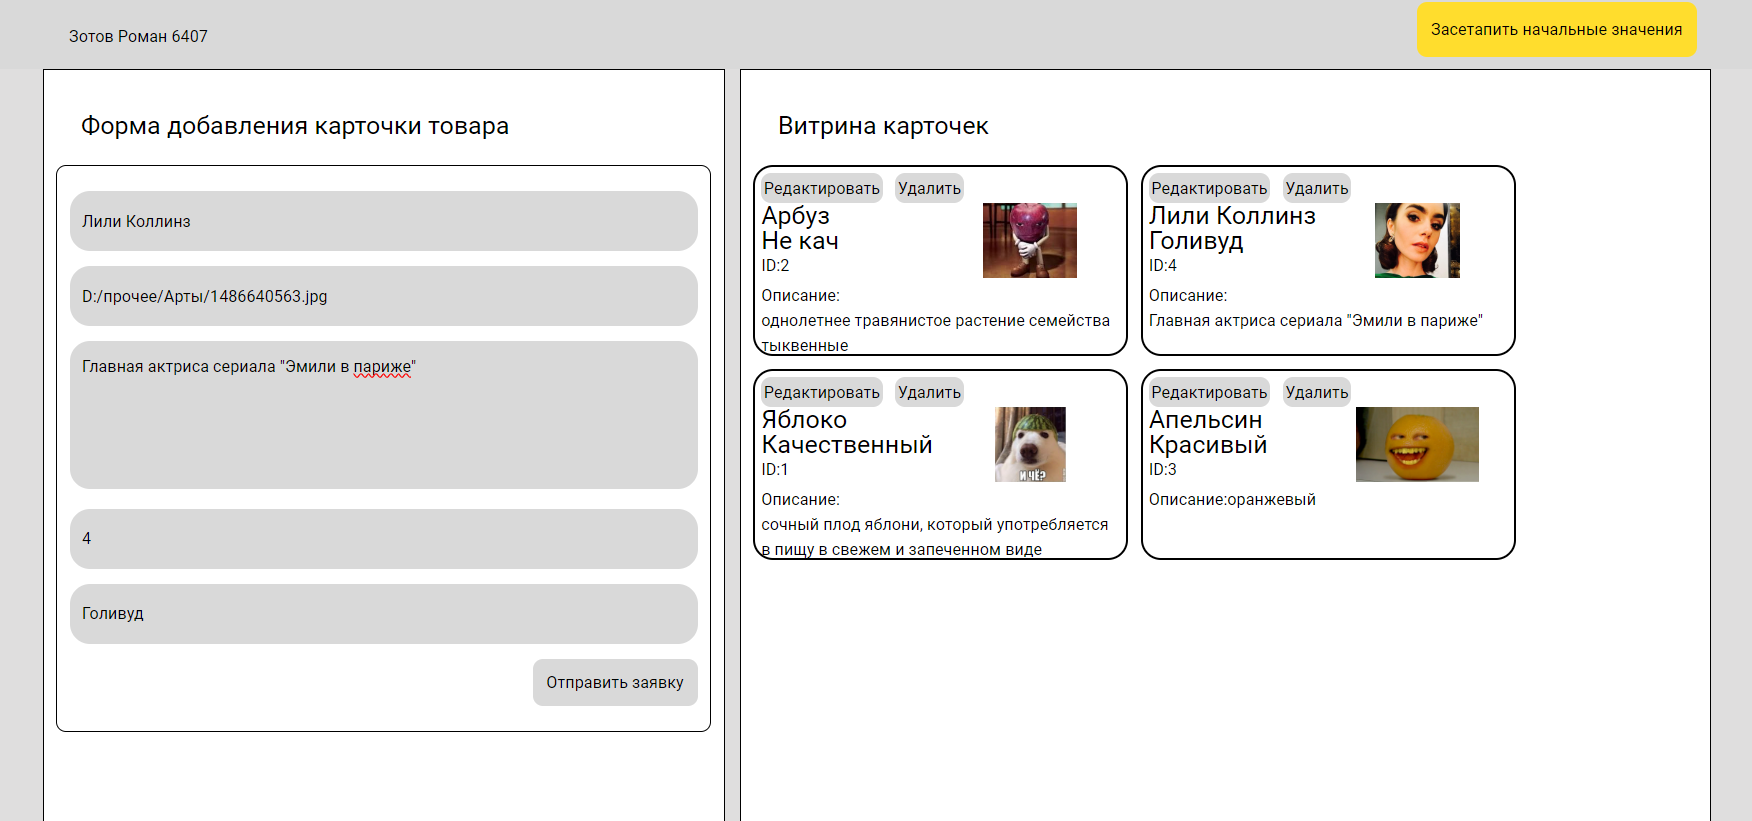 Зотов Роман 6407
Засетапить начальные значения
Форма добавления карточки товара
Лили Коллинз
D:/прочее/Арты/1486640563.jpg
Главная актриса сериала "Эмили в париже"
4
Голивуд
Отправить заявку
Витрина карточек
Редактировать Удалить
Арбуз
Не кач
ID:2
Описание:
однолетнее травянистое растение семейства
тыквенные
Редактировать Удалить
Лили Коллинз
Голивуд
ID:4
Описание:
Главная актриса сериала "Эмили в париже"
Редактировать Удалить
Яблоко
Качественный
ID:1
И ЧЁ?
Описание:
сочный плод яблони, который употребляется
в пищу в свежем и запеченном виде
Редактировать Удалить
Апельсин
Красивый
ID:3
Описание:оранжевый